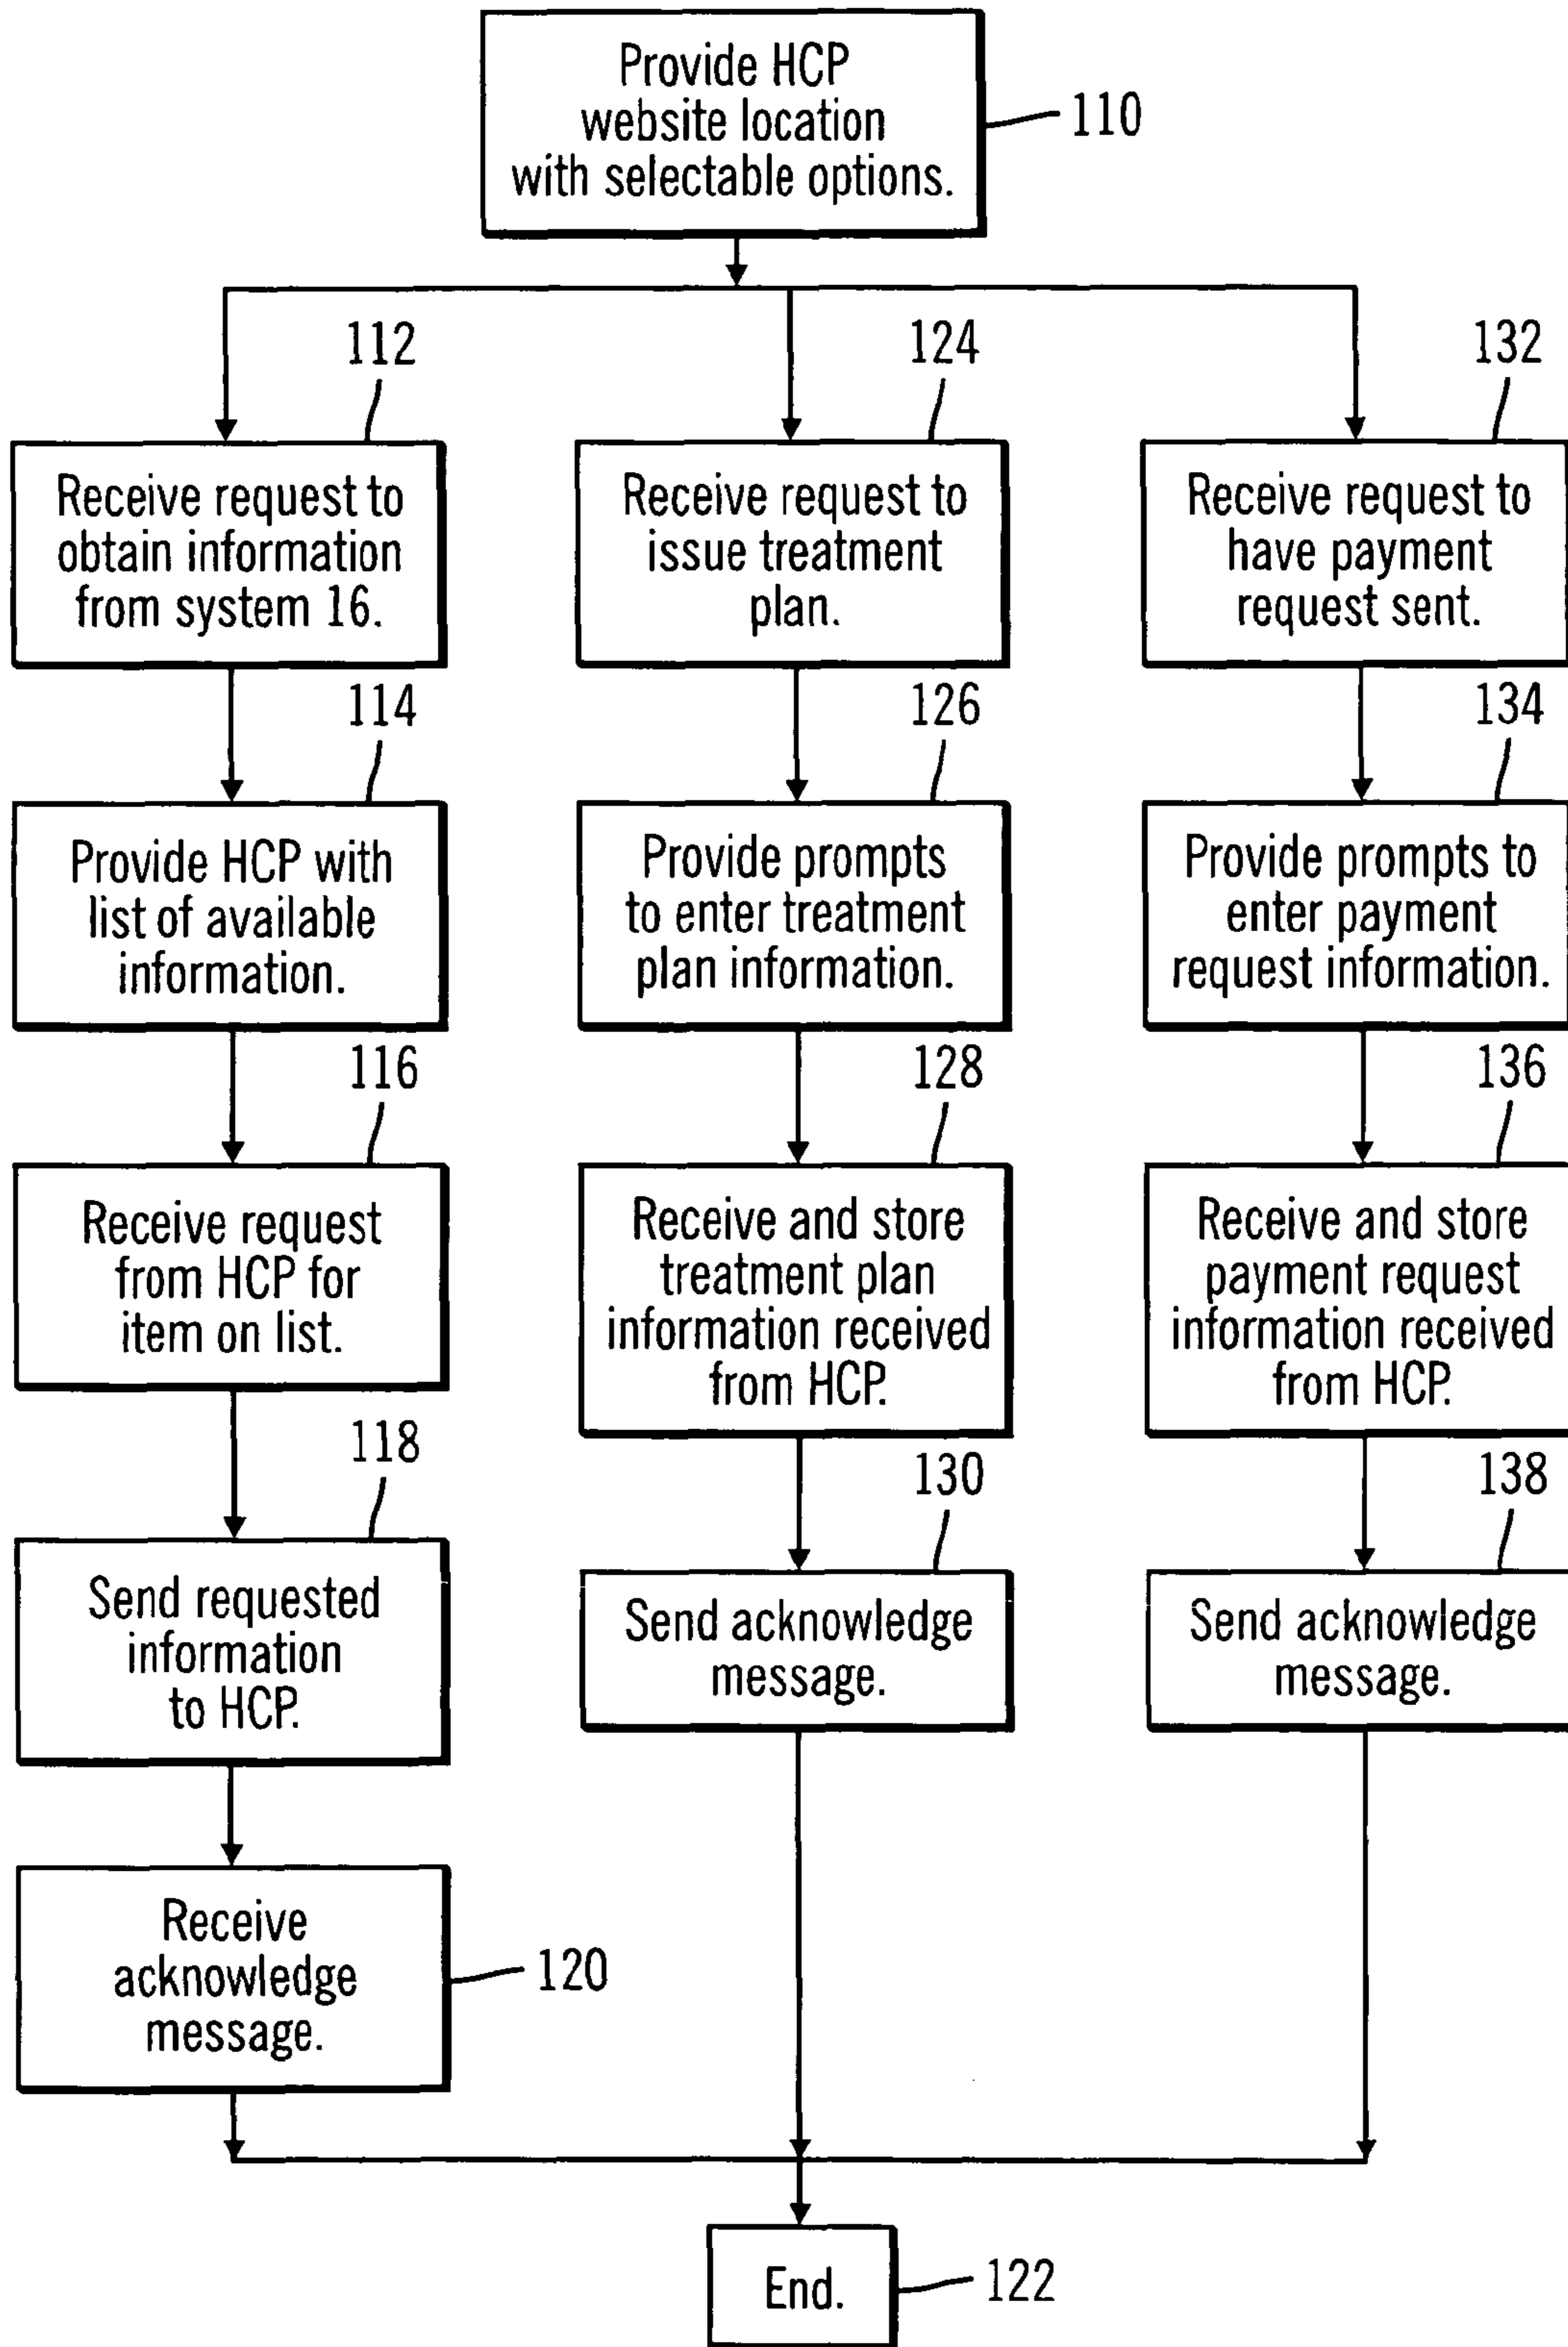 Provide HCP
website location
with selectable options.
110
112
Receive request to
obtain information
from system 16.
114
Provide HCP with
list of available
information.
116
Receive request
from HCP for
item on list.
118
Send requested
information
to HCP.
Receive
acknowledge
message.
120
124
Receive request to
issue treatment
plan.
126
Provide prompts
to enter treatment
plan information.
128
Receive and store
treatment plan
information received
from HCP.
130
Send acknowledge
message.
132
Receive request to
have payment
request sent.
134
Provide prompts to
enter payment
request information.
136
Receive and store
payment request
information received
from HCP.
138
Send acknowledge
message.
End.
122